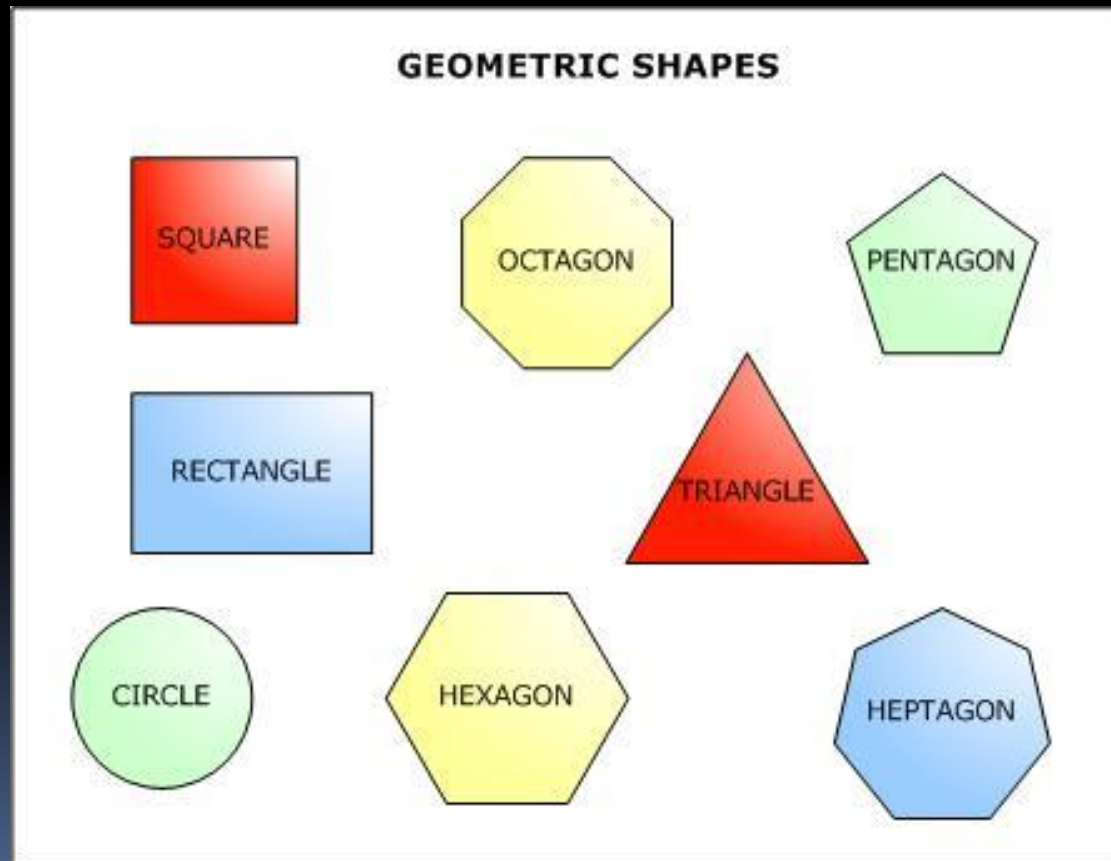 GEOMETRIC SHAPES
SQUARE
OCTAGON
PENTAGON
RECTANGLE
TRIANGLE
CIRCLE
HEXAGON
HEPTAGON